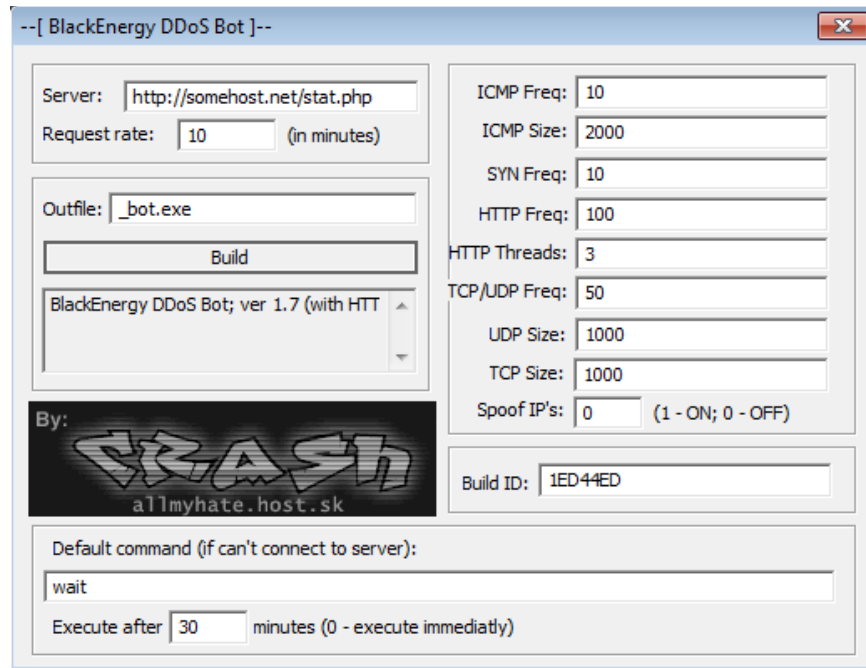 --[ BlackEnergy DDoS Bot ]--
Server: http://somehost.net/stat.php
Request rate: 10 (in minutes)
Outfile: _bot.exe
Build
BlackEnergy DDoS Bot; ver 1.7 (with HTT
By:
CRASh
allmyhate.host.sk
ICMP Freq: 10
ICMP Size: 2000
SYN Freq: 10
HTTP Freq: 100
HTTP Threads: 3
TCP/UDP Freq: 50
UDP Size: 1000
TCP Size: 1000
Spoof IP's: 0 (1 - ON; 0 - OFF)
Build ID: 1ED44ED
Default command (if can't connect to server):
wait
Execute after 30 minutes (0 - execute immediatly)